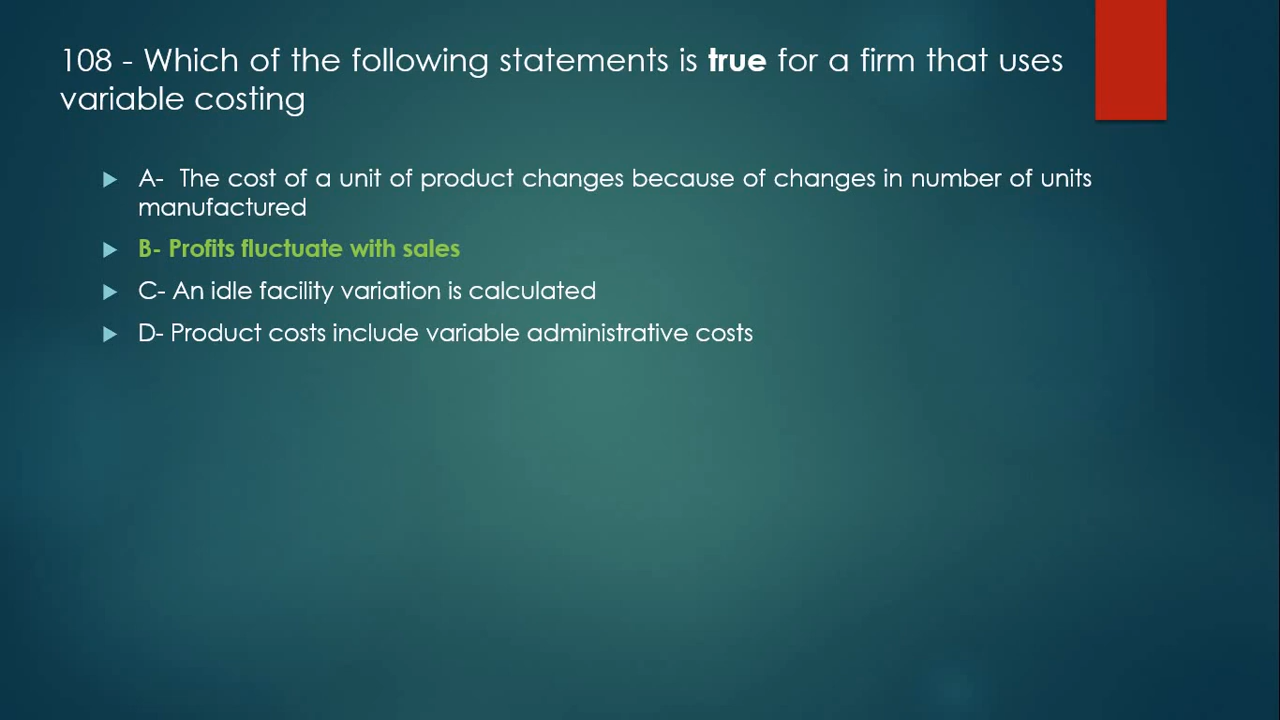 108 - Which of the following statements is true for a firm that uses
variable costing
A- The cost of a unit of product changes because of changes in number of units
manufactured
B- Profits fluctuate with sales
C- An idle facility variation is calculated
D- Product costs include variable administrative costs